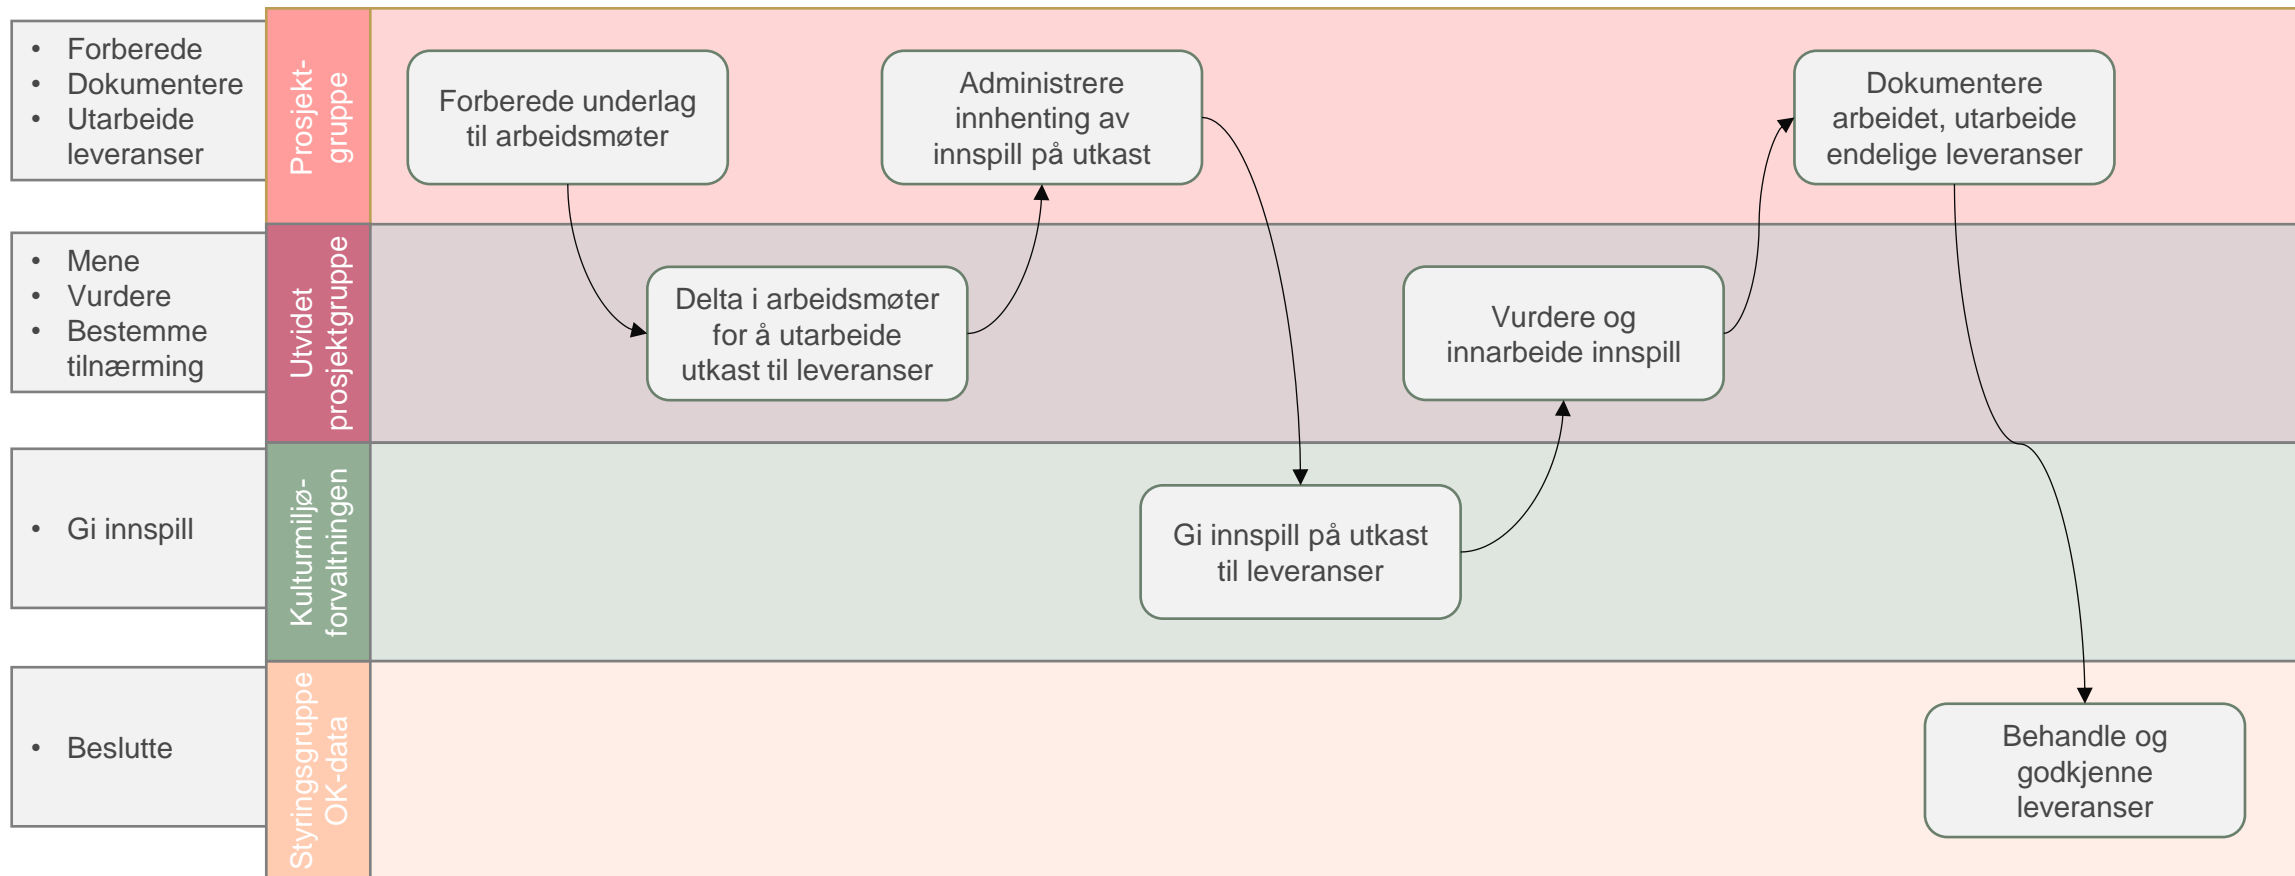 • Forberede
• Dokumentere
• Utarbeide
leveranser
Prosjekt-
gruppe
Forberede underlag
til arbeidsmøter
Administrere
innhenting av
innspill på utkast
Dokumentere
arbeidet, utarbeide
endelige leveranser
• Mene
• Vurdere
• Bestemme
tilnærming
Utvidet
prosjektgruppe
Delta i arbeidsmøter
for å utarbeide
utkast til leveranser
Vurdere og
innarbeide innspill
• Gi innspill
Kulturmiljø-
forvaltningen
Gi innspill på utkast
til leveranser
• Beslutte
Styringsgruppe
OK-data
Behandle og
godkjenne
leveranser